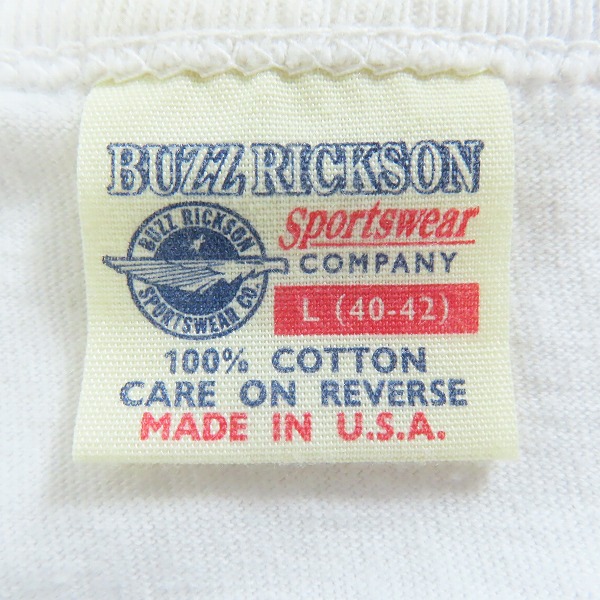 BUZZ RICKSON
BUZZ RICKSON
SPORTSWEAR CO.
Sportswear
COMPANY
L (40-42)
100% COTTON
CARE ON REVERSE
MADE IN U.S.A.